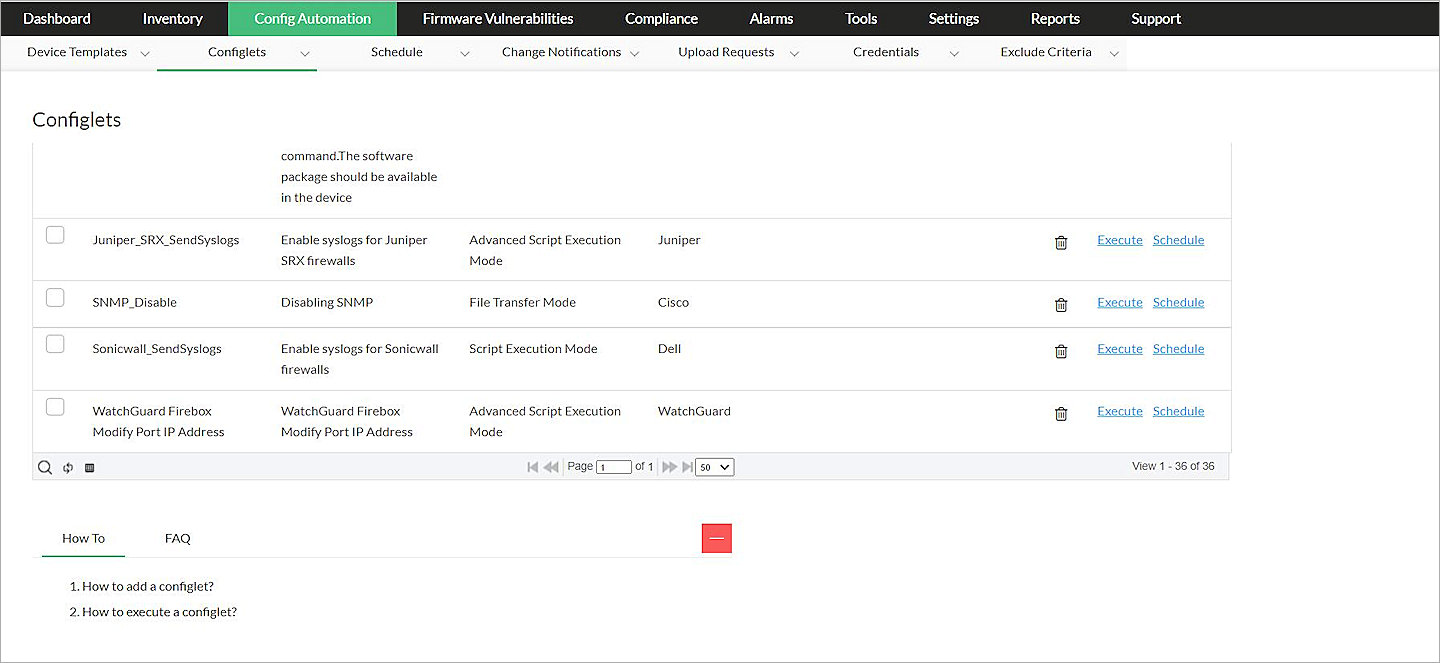 Dashboard Inventory Config Automation Firmware Vulnerabilities Compliance Alarms Tools Settings Reports Support
Device Templates Configlets Schedule Change Notifications Upload Requests Credentials Exclude Criteria
Configlets
command.The software
package should be available
in the device
Juniper_SRX_SendSyslogs Enable syslogs for Juniper Advanced Script Execution Juniper Execute Schedule
SRX firewalls Mode
SNMP_Disable Disabling SNMP File Transfer Mode Cisco Execute Schedule
Sonicwall_SendSyslogs Enable syslogs for Sonicwall Script Execution Mode Dell Execute Schedule
firewalls
WatchGuard Firebox WatchGuard Firebox Advanced Script Execution WatchGuard Execute Schedule
Modify Port IP Address Modify Port IP Address Mode
Page 1 of 1 50 View 1 - 36 of 36
How To FAQ
1. How to add a configlet?
2. How to execute a configlet?